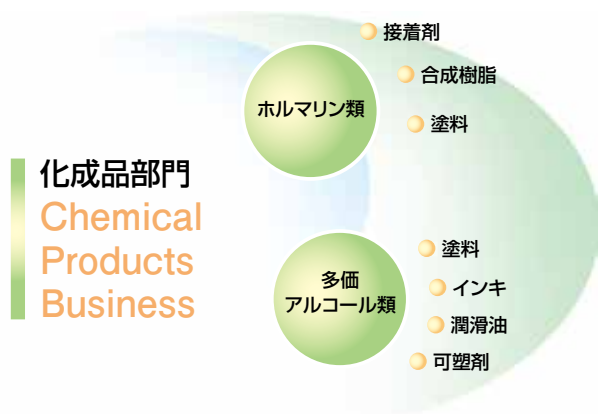 化成品部門
Chemical
Products
Business
ホルマリン類
接着剤
合成樹脂
塗料
多価
アルコール類
塗料
インキ
潤滑油
可塑剤